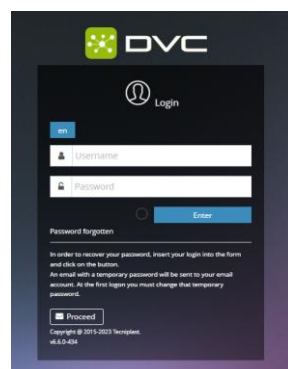 DVC
Login
en
Username
Password
Enter
Password forgotten
In order to recover your password, insert your login into the form
and click on the button.
An email with a temporary password will be sent to your email
account. At the first logon you must change that temporary
password.
Proceed
Copyright @ 2015-2023 Tecniplast.
v6.6.0-434